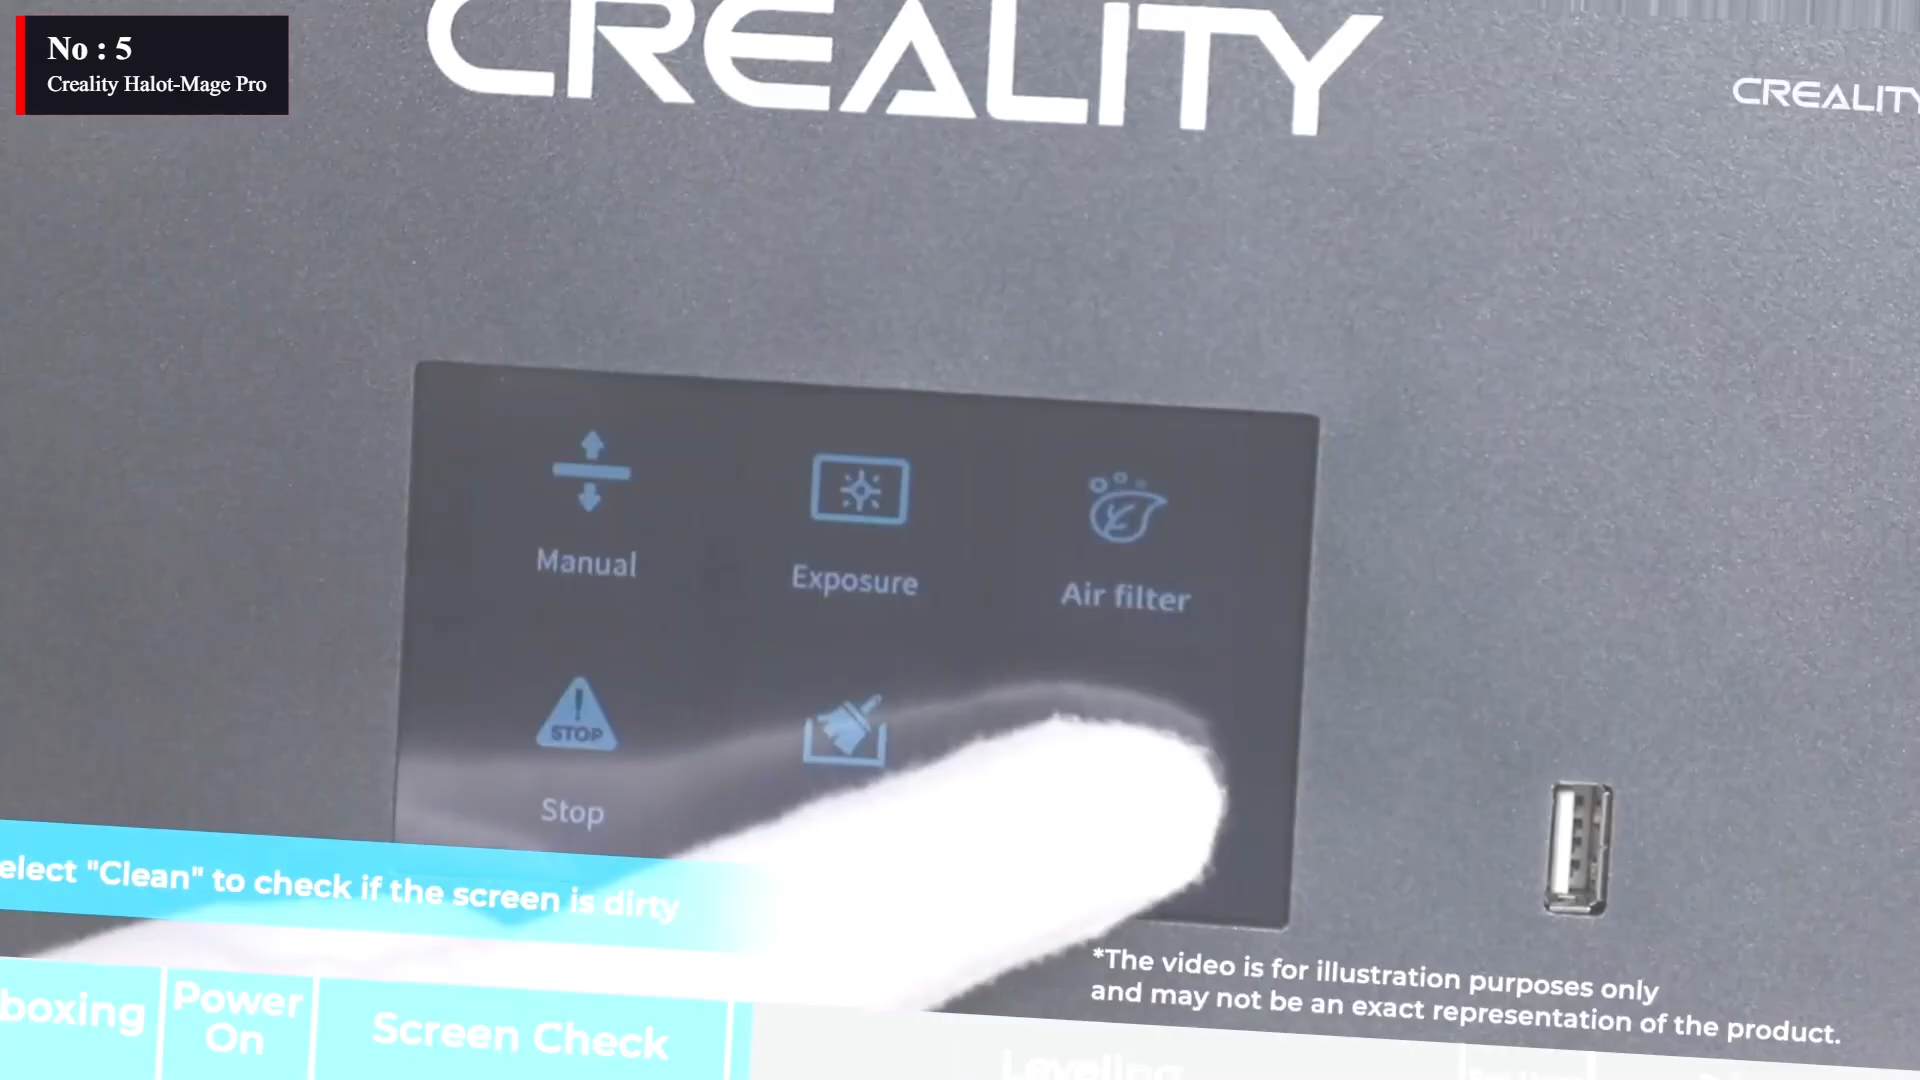 No : 5
Creality Halot-Mage Pro
CREALITY
CREALITY
Manual
Exposure
Air filter
STOP
Stop
elect "Clean" to check if the screen is dirty
*The video is for illustration purposes only
and may not be an exact representation of the product.
boxing
Power
On
Screen Check
Leveling